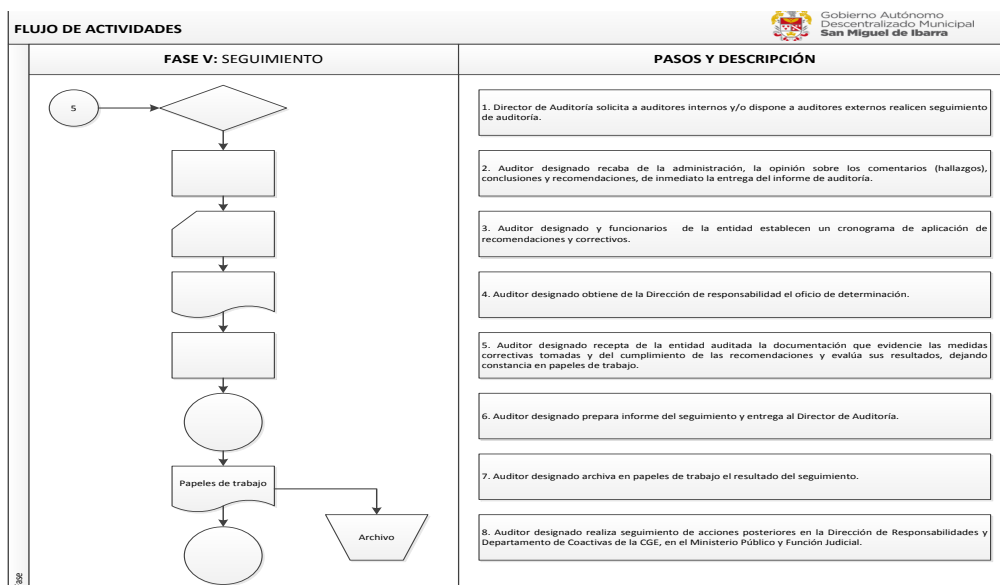 FLUJO DE ACTIVIDADES
Gobierno Autónomo
Descentralizado Municipal
San Miguel de Ibarra
FASE V: SEGUIMIENTO
PASOS Y DESCRIPCIÓN
5
1. Director de Auditoría solicita a auditores internos y/o dispone a auditores externos realicen seguimiento
de auditoría.
2. Auditor designado recaba de la administración, la opinión sobre los comentarios (hallazgos),
conclusiones y recomendaciones, de inmediato la entrega del informe de auditoría.
3. Auditor designado y funcionarios de la entidad establecen un cronograma de aplicación de
recomendaciones y correctivos.
4. Auditor designado obtiene de la Dirección de responsabilidad el oficio de determinación.
5. Auditor designado recepta de la entidad auditada la documentación que evidencie las medidas
correctivas tomadas y del cumplimiento de las recomendaciones y evalúa sus resultados, dejando
constancia en papeles de trabajo.
6. Auditor designado prepara informe del seguimiento y entrega al Director de Auditoría.
Papeles de trabajo
7. Auditor designado archiva en papeles de trabajo el resultado del seguimiento.
Archivo
8. Auditor designado realiza seguimiento de acciones posteriores en la Dirección de Responsabilidades y
Departamento de Coactivas de la CGE, en el Ministerio Público y Función Judicial.